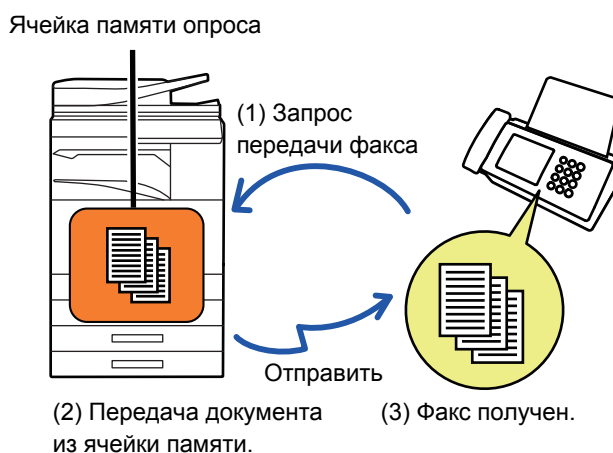 Ячейка памяти опроса
(1) Запрос
передачи факса
Отправить
(2) Передача документа
из ячейки памяти.
(3) Факс получен.